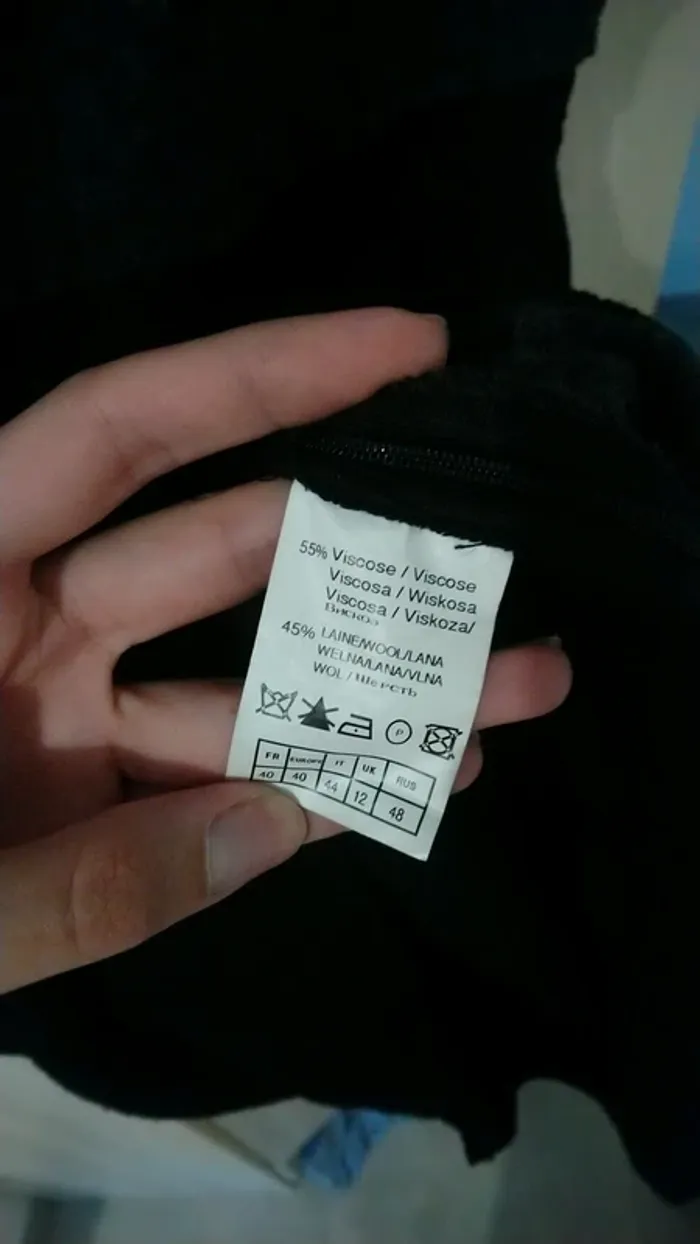 55% Viscose / Viscose
Viscosa / Wiskosa
Viscosa / Viskoza/
Вискоза
45% LAINE/WOOL/LANA
WELNA/LANA/VLNA
WOL / Шерсть
P
FR EUROPE IT UK RUS
40 40 44 12 48